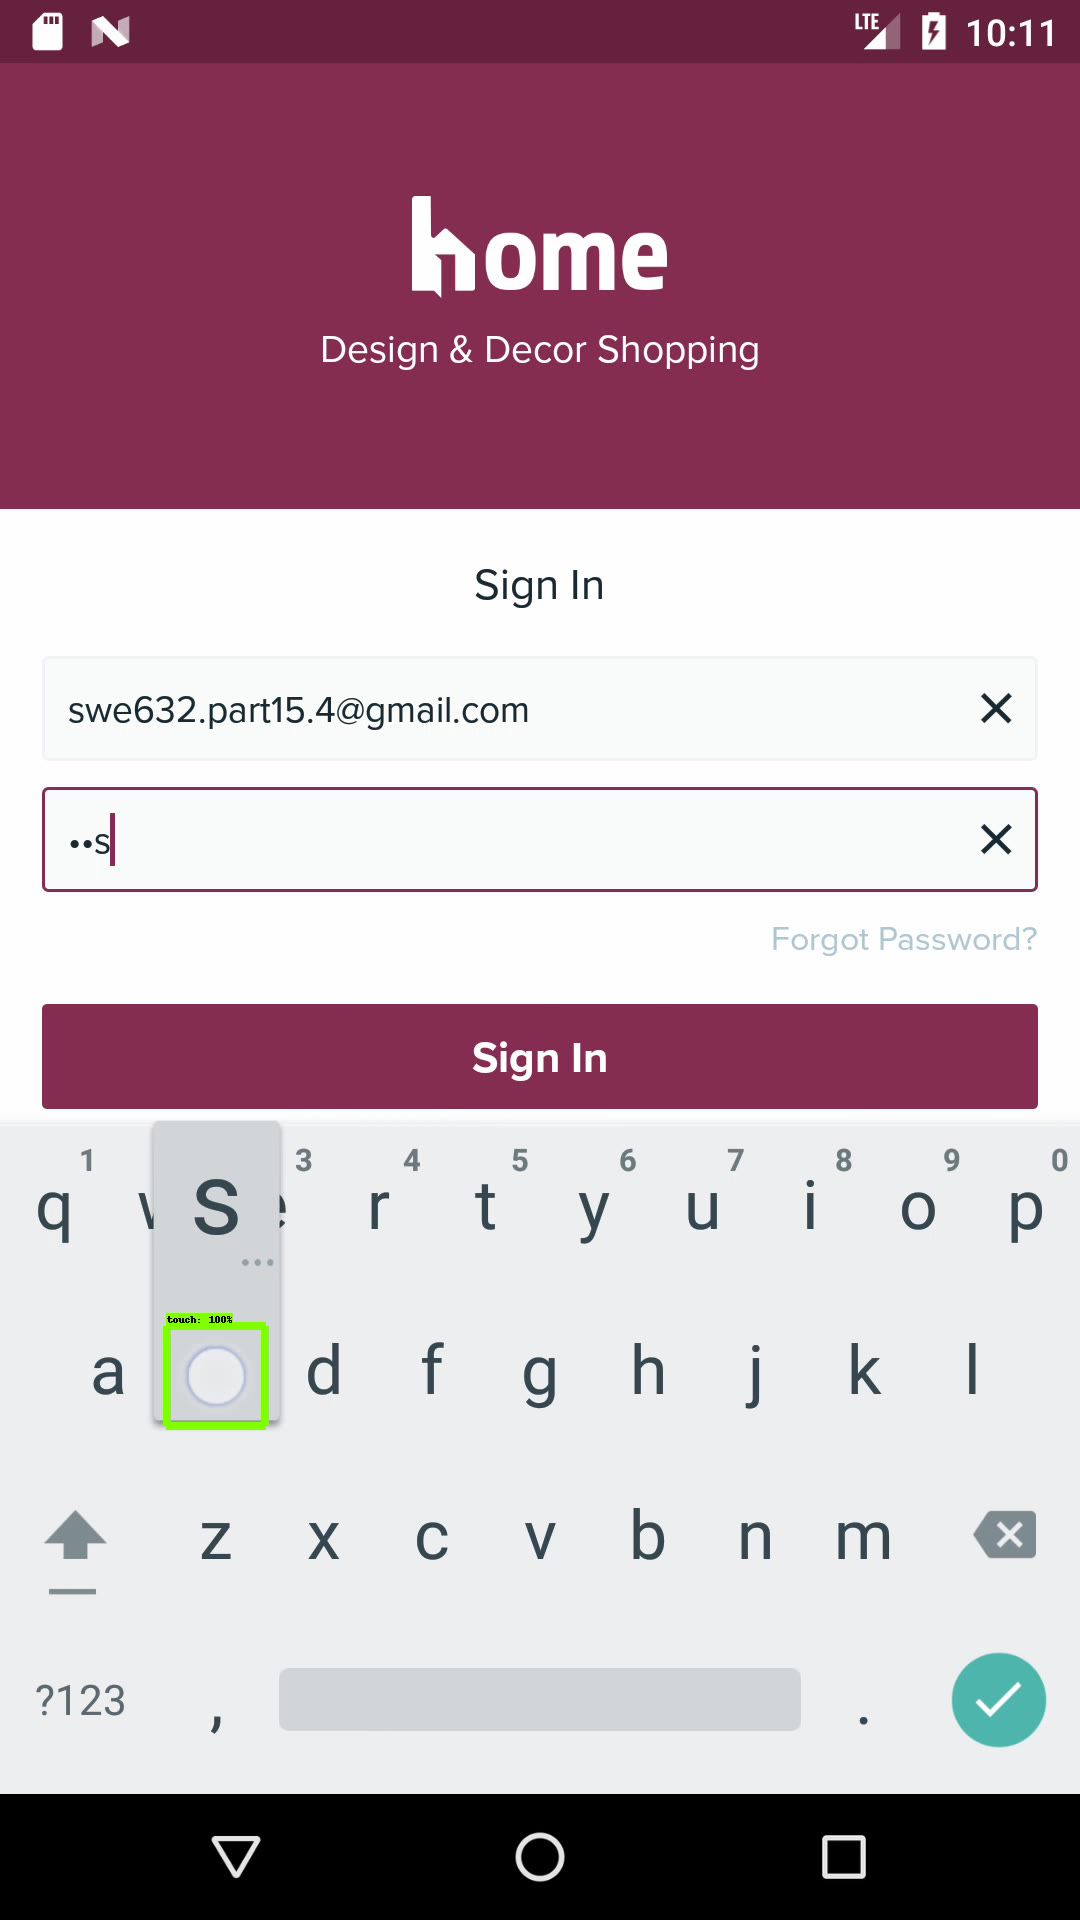 LTE 10:11
home
Design & Decor Shopping
Sign In
swe632.part15.4@gmail.com
••s
Forgot Password?
Sign In
1 3 4 5 6 7 8 9 0
q w s e r t y u i o p
touch: 100%
a d f g h j k l
z x c v b n m
?123 , .